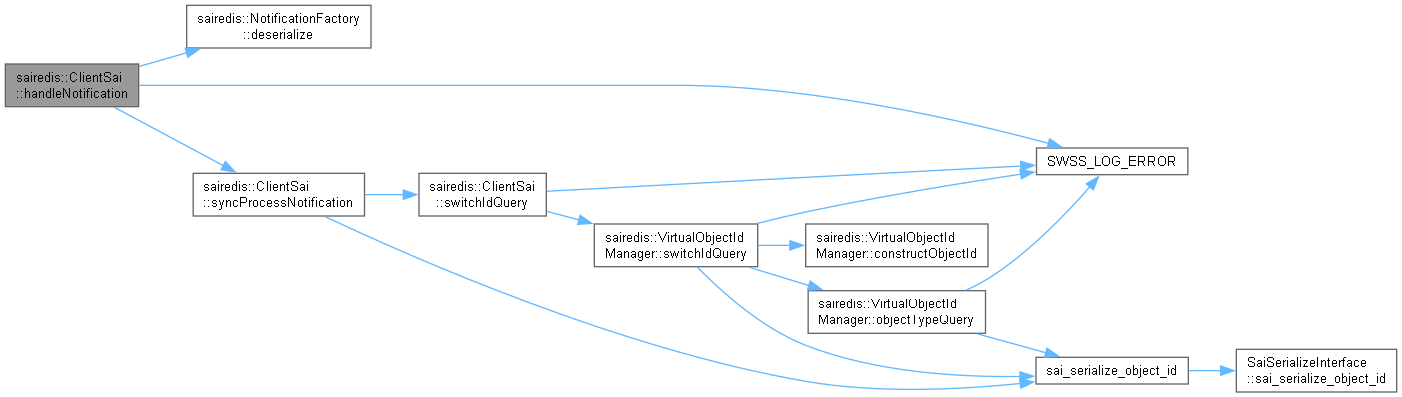 sairedis::NotificationFactory
::deserialize
sairedis::ClientSai
::handleNotification
SWSS_LOG_ERROR
sairedis::ClientSai
::syncProcessNotification
sairedis::ClientSai
::switchIdQuery
sairedis::VirtualObjectId
Manager::switchIdQuery
sairedis::VirtualObjectId
Manager::constructObjectId
sairedis::VirtualObjectId
Manager::objectTypeQuery
sai_serialize_object_id
SaiSerializeInterface
::sai_serialize_object_id